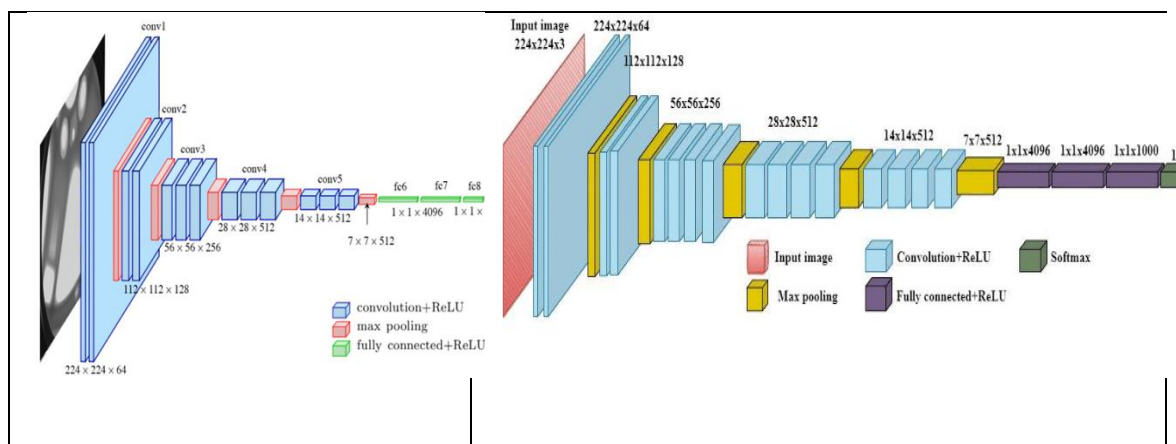 conv1
conv2
conv3
conv4
conv5
fc6
fc7
fc8
1 × 1 × 4096
1 × 1 ×
14 × 14 × 512
28 × 28 × 512
7 × 7 × 512
56 × 56 × 256
112 × 112 × 128
224 × 224 × 64
convolution+ReLU
max pooling
fully connected+ReLU
Input image
224x224x3
224x224x64
112x112x128
56x56x256
28x28x512
14x14x512
7x7x512
1x1x4096
1x1x4096
1x1x1000
1
Input image
Convolution+ReLU
Softmax
Max pooling
Fully connected+ReLU